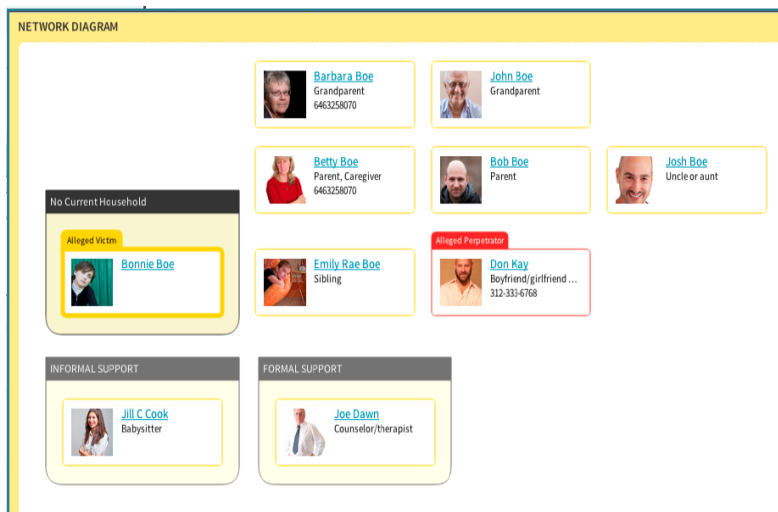 NETWORK DIAGRAM
Barbara Boe
Grandparent
6463258070
John Boe
Grandparent
Betty Boe
Parent, Caregiver
6463258070
Bob Boe
Parent
Josh Boe
Uncle or aunt
No Current Household
Alleged Victim
Bonnie Boe
Emily Rae Boe
Sibling
Alleged Perpetrator
Don Kay
Boyfriend/girlfriend ...
312-333-6768
INFORMAL SUPPORT
Jill C Cook
Babysitter
FORMAL SUPPORT
Joe Dawn
Counselor/therapist